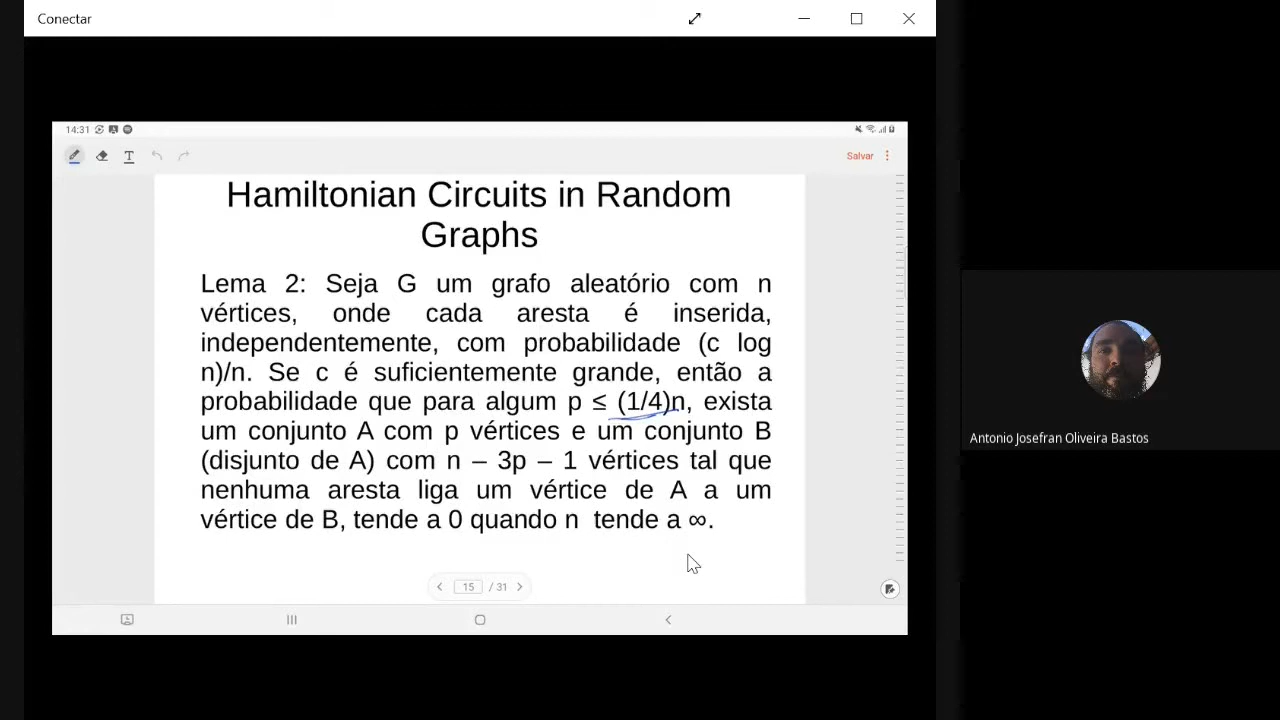 Conectar
14:31
Salvar
Hamiltonian Circuits in Random
Graphs
Lema 2: Seja G um grafo aleatório com n
vértices, onde cada aresta é inserida,
independentemente, com probabilidade (c log
n)/n. Se c é suficientemente grande, então a
probabilidade que para algum p ≤ (1/4)n, exista
um conjunto A com p vértices e um conjunto B
(disjunto de A) com n – 3p – 1 vértices tal que
nenhuma aresta liga um vértice de A a um
vértice de B, tende a 0 quando n tende a ∞.
15 / 31
Antonio Josefran Oliveira Bastos